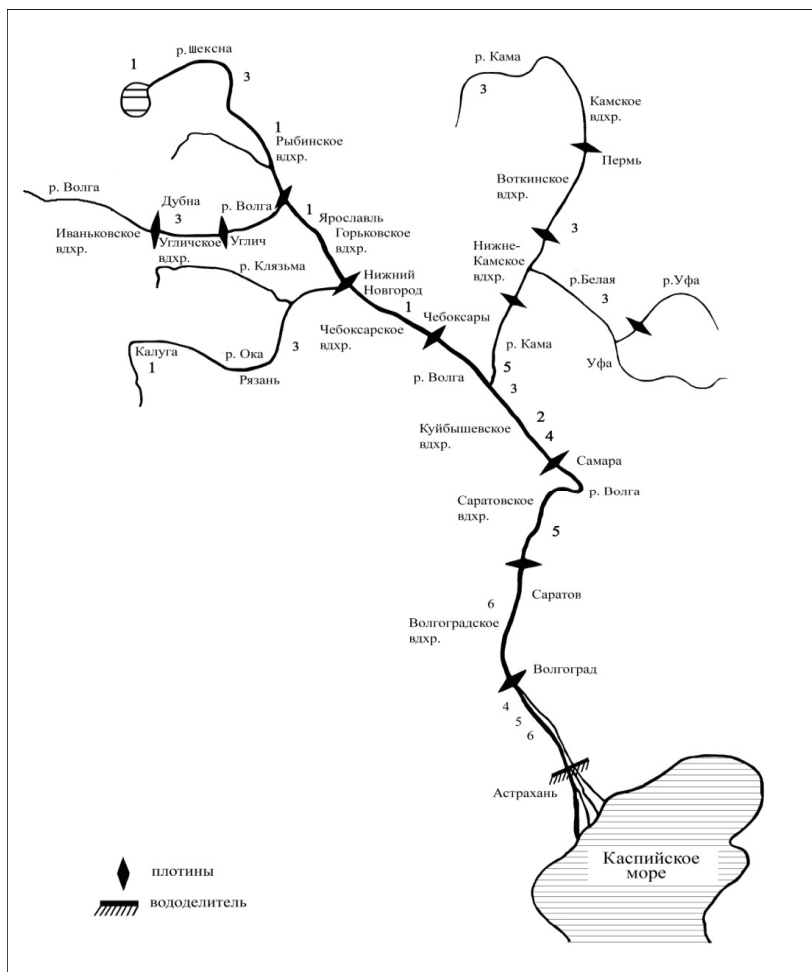 р. Шексна
1
3
р. Кама
3
Камское
вдхр.
1
Рыбинское
вдхр.
Пермь
Воткинское
вдхр.
р. Волга
Дубна
3
р. Волга
1
Ярославль
Горьковское
вдхр.
3
Иваньковское
вдхр.
Угличское
вдхр.
Углич
Нижне-
Камское
вдхр.
р. Клязьма
Нижний
Новгород
р.Белая
3
р.Уфа
1
Чебоксары
Чебоксарское
вдхр.
Калуга
1
р. Ока
3
Рязань
р. Кама
5
Уфа
р. Волга
3
Куйбышевское
вдхр.
2
4
Самара
р. Волга
Саратовское
вдхр.
5
Саратов
6
Волгоградское
вдхр.
Волгоград
4
5
6
Астрахань
Каспийское
море
плотины
вододелитель